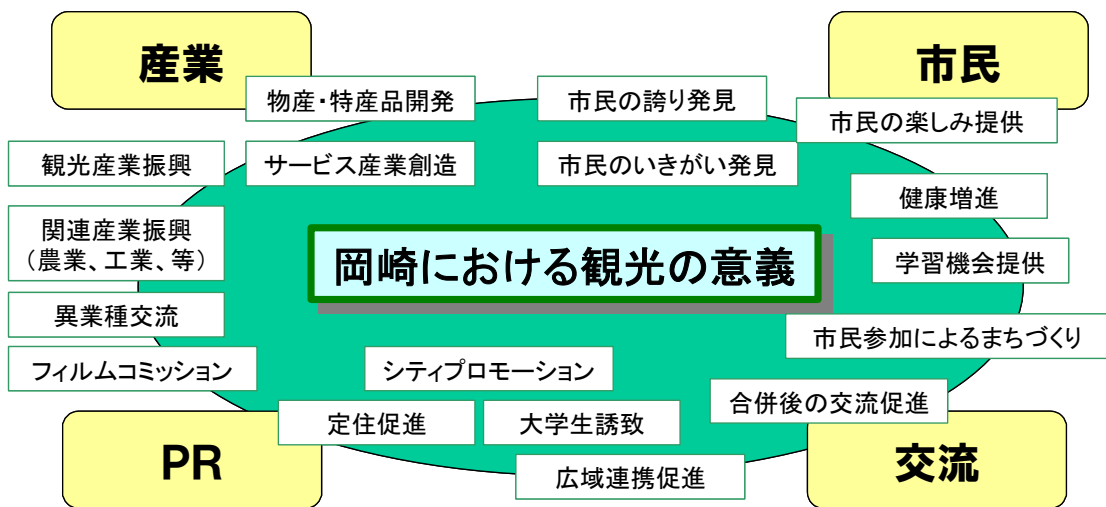 産業
市民
物産・特産品開発
市民の誇り発見
市民の楽しみ提供
観光産業振興
サービス産業創造
市民のいきがい発見
健康増進
関連産業振興
（農業、工業、等）
岡崎における観光の意義
学習機会提供
異業種交流
市民参加によるまちづくり
フィルムコミッション
シティプロモーション
合併後の交流促進
定住促進
大学生誘致
PR
広域連携促進
交流